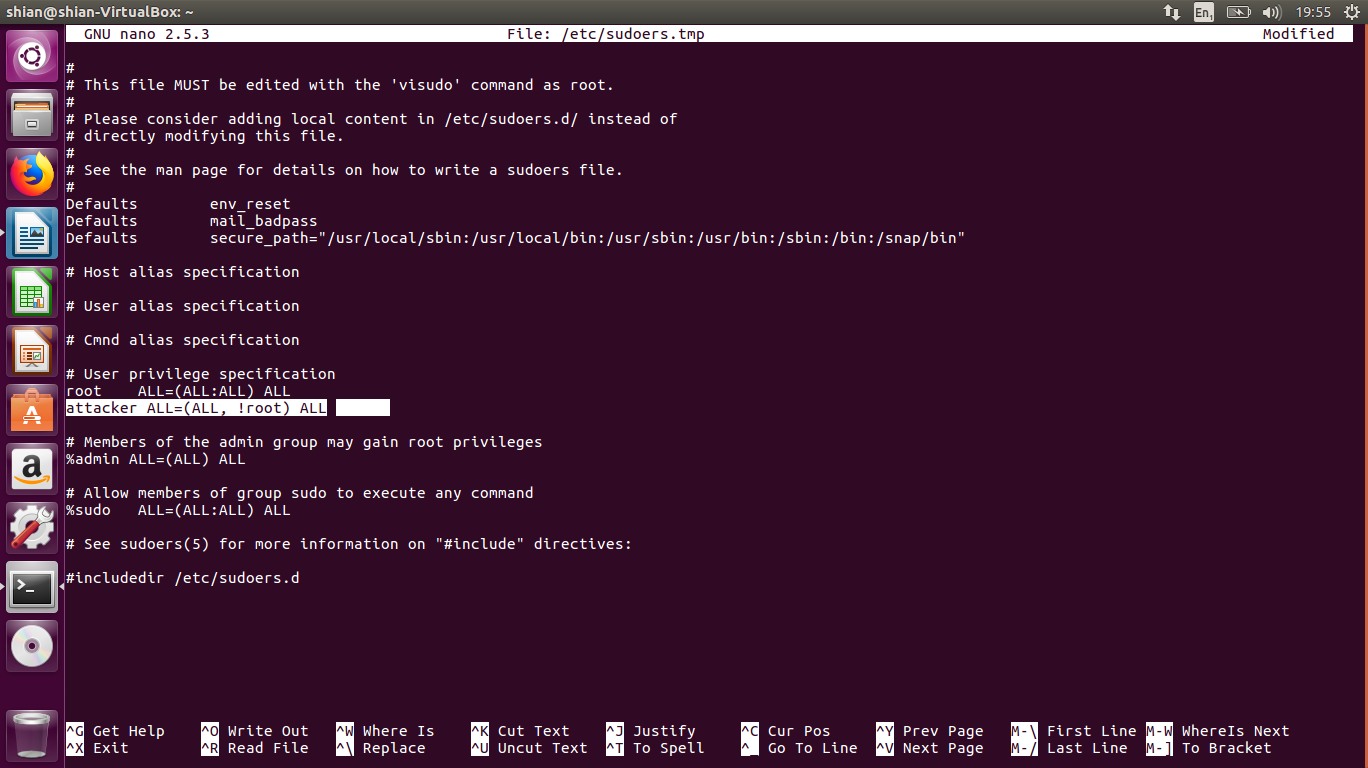 shian@shian-VirtualBox: ~
En1
19:55
GNU nano 2.5.3 File: /etc/sudoers.tmp Modified
#
# This file MUST be edited with the 'visudo' command as root.
#
# Please consider adding local content in /etc/sudoers.d/ instead of
# directly modifying this file.
#
# See the man page for details on how to write a sudoers file.
#
Defaults        env_reset
Defaults        mail_badpass
Defaults        secure_path="/usr/local/sbin:/usr/local/bin:/usr/sbin:/usr/bin:/sbin:/bin:/snap/bin"
# Host alias specification
# User alias specification
# Cmnd alias specification
# User privilege specification
root    ALL=(ALL:ALL) ALL
attacker ALL=(ALL, !root) ALL
# Members of the admin group may gain root privileges
%admin ALL=(ALL) ALL
# Allow members of group sudo to execute any command
%sudo   ALL=(ALL:ALL) ALL
# See sudoers(5) for more information on "#include" directives:
#includedir /etc/sudoers.d
^G Get Help ^O Write Out ^W Where Is ^K Cut Text ^J Justify ^C Cur Pos ^Y Prev Page M-\ First Line M-W WhereIs Next
^X Exit ^R Read File ^\ Replace ^U Uncut Text ^T To Spell ^_ Go To Line ^V Next Page M-/ Last Line M-] To Bracket